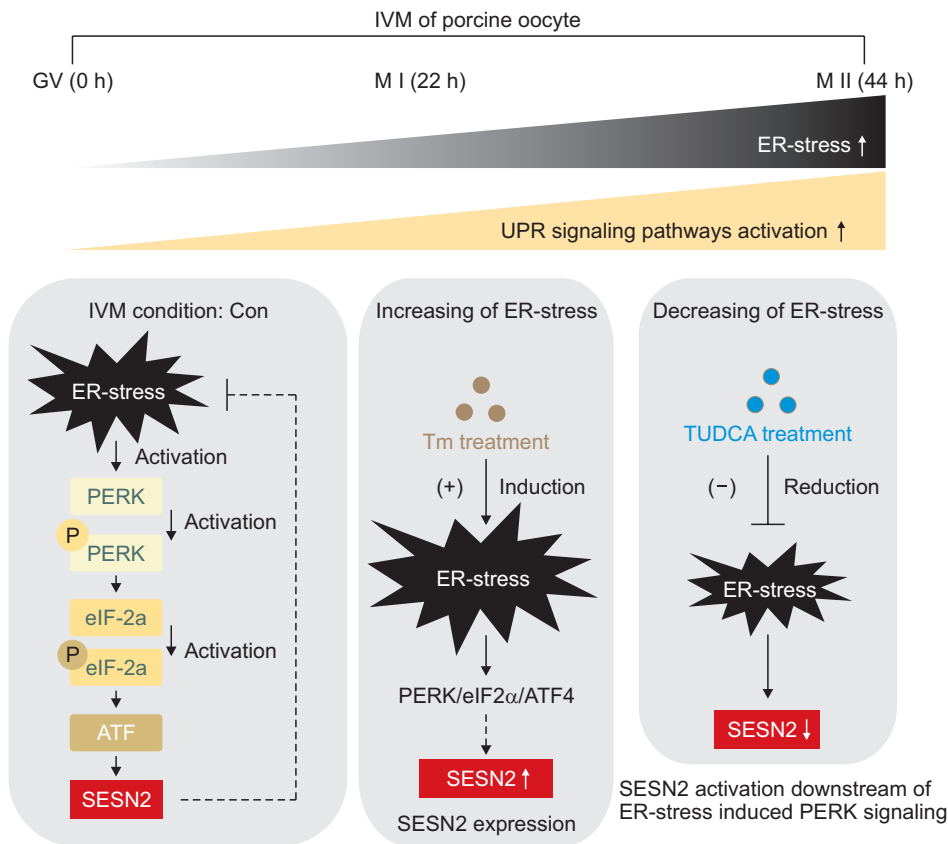 IVM of porcine oocyte
GV (0 h)
M I (22 h)
M II (44 h)
ER-stress ↑
UPR signaling pathways activation ↑
IVM condition: Con
ER-stress
Activation
PERK
Activation
P
PERK
eIF-2a
Activation
P
eIF-2a
ATF
SESN2
Increasing of ER-stress
Tm treatment
(+)
Induction
ER-stress
PERK/eIF2α/ATF4
SESN2 ↑
SESN2 expression
Decreasing of ER-stress
TUDCA treatment
(−)
Reduction
ER-stress
SESN2 ↓
SESN2 activation downstream of
ER-stress induced PERK signaling